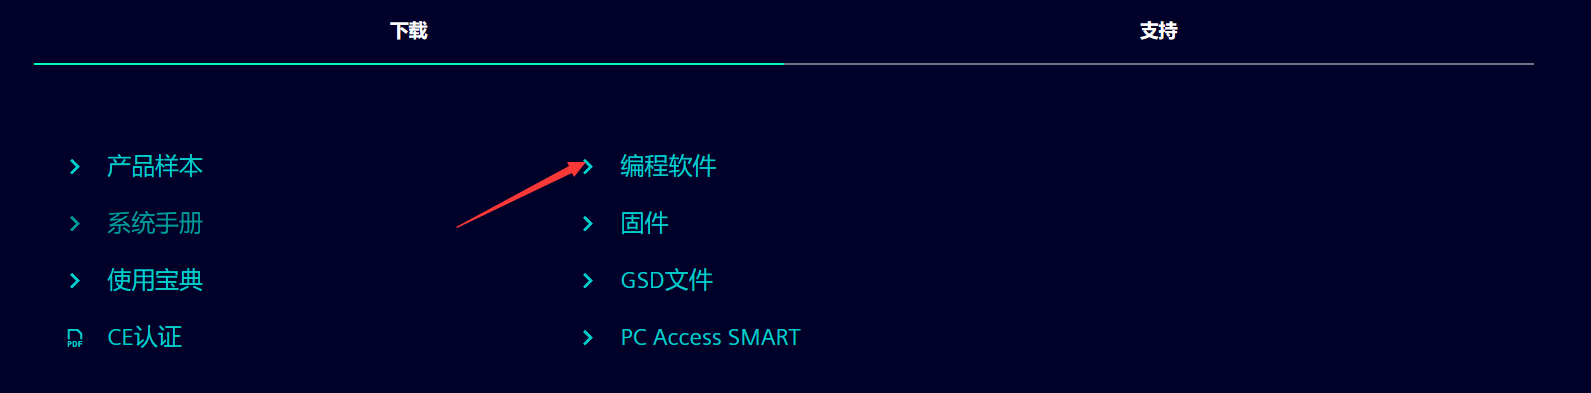 下载
支持
产品样本
系统手册
使用宝典
PDF CE认证
编程软件
固件
GSD文件
PC Access SMART